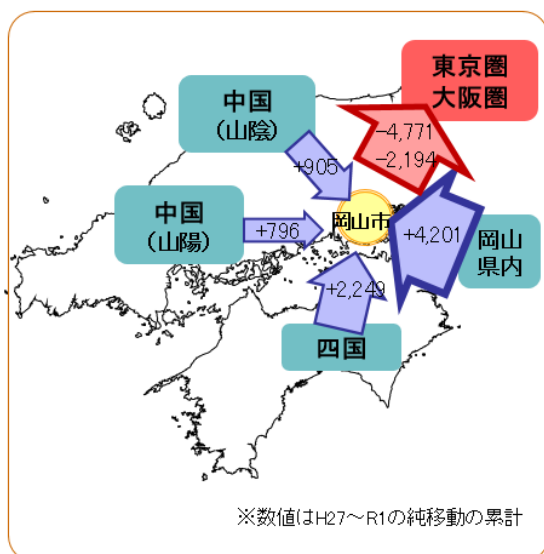 東京圏
大阪圏
-4,771
-2,194
中国
(山陰)
+905
中国
(山陽)
+796
岡山市
+4,201
岡山
県内
+2,249
四国
※数値はH27～R1の純移動の累計